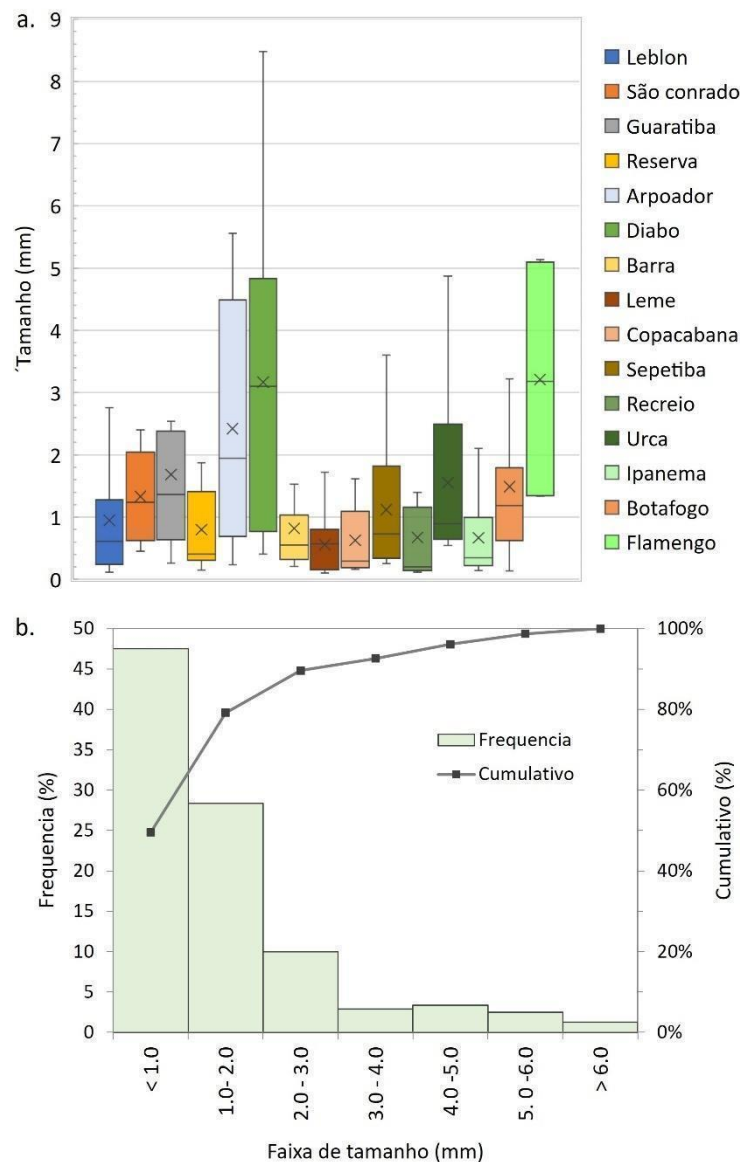 a.
´Tamanho (mm)
9
8
7
6
5
4
3
2
1
0
Leblon
São conrado
Guaratiba
Reserva
Arpoador
Diabo
Barra
Leme
Copacabana
Sepetiba
Recreio
Urca
Ipanema
Botafogo
Flamengo
b.
Frequencia (%)
50
45
40
35
30
25
20
15
10
5
0
Frequencia
Cumulativo
100%
80%
60%
40%
20%
0%
Cumulativo (%)
< 1.0
1.0- 2.0
2.0 - 3.0
3.0 - 4.0
4.0 -5.0
5. 0 -6.0
> 6.0
Faixa de tamanho (mm)